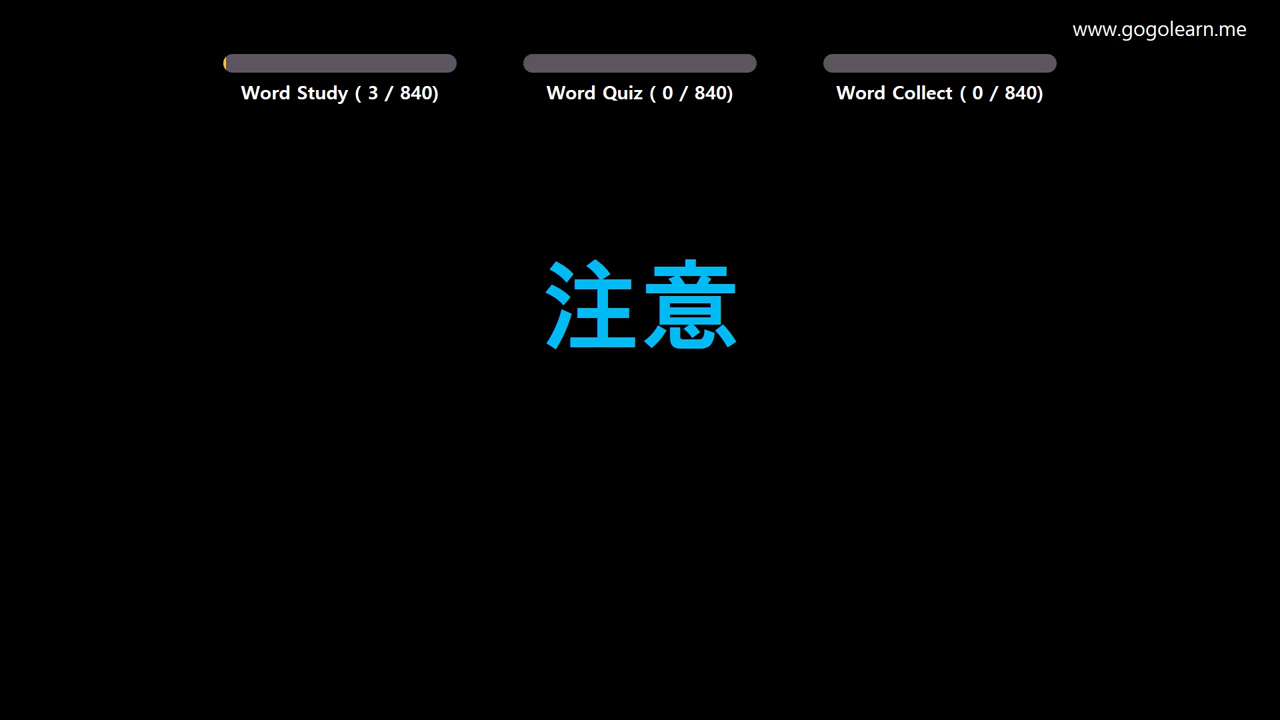 www.gogolearn.me
Word Study ( 3 / 840) Word Quiz ( 0 / 840) Word Collect ( 0 / 840)
注意